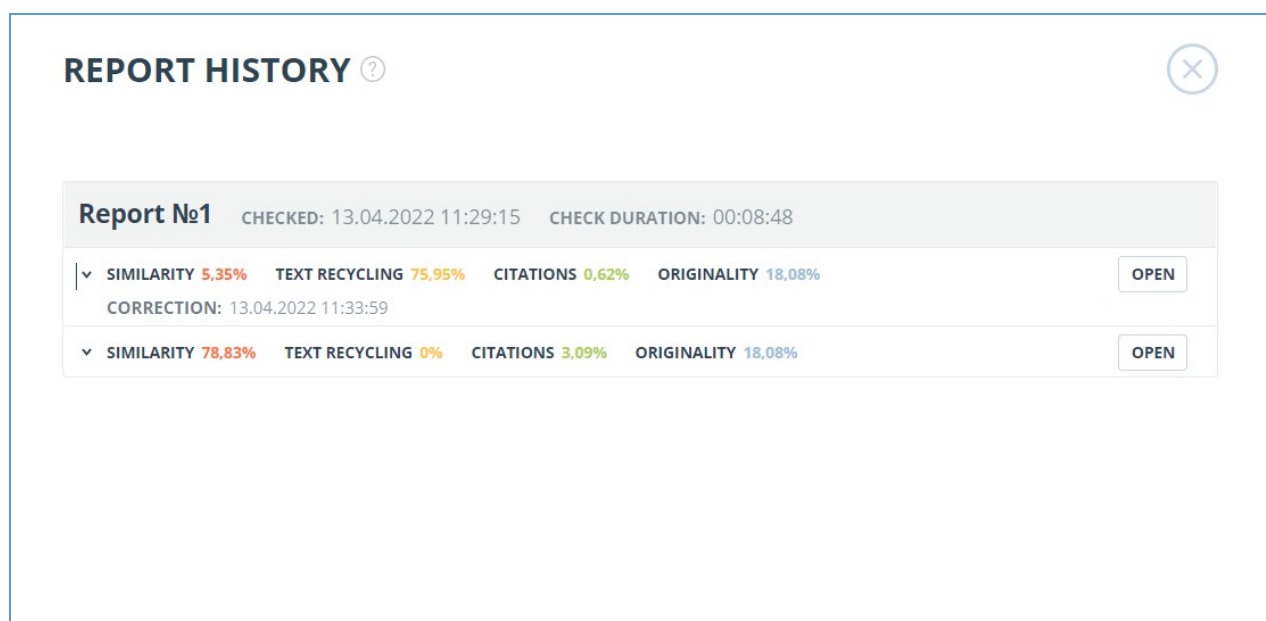 REPORT HISTORY ?
Report №1 CHECKED: 13.04.2022 11:29:15 CHECK DURATION: 00:08:48
SIMILARITY 5,35% TEXT RECYCLING 75,95% CITATIONS 0,62% ORIGINALITY 18,08% OPEN
CORRECTION: 13.04.2022 11:33:59
SIMILARITY 78,83% TEXT RECYCLING 0% CITATIONS 3,09% ORIGINALITY 18,08% OPEN